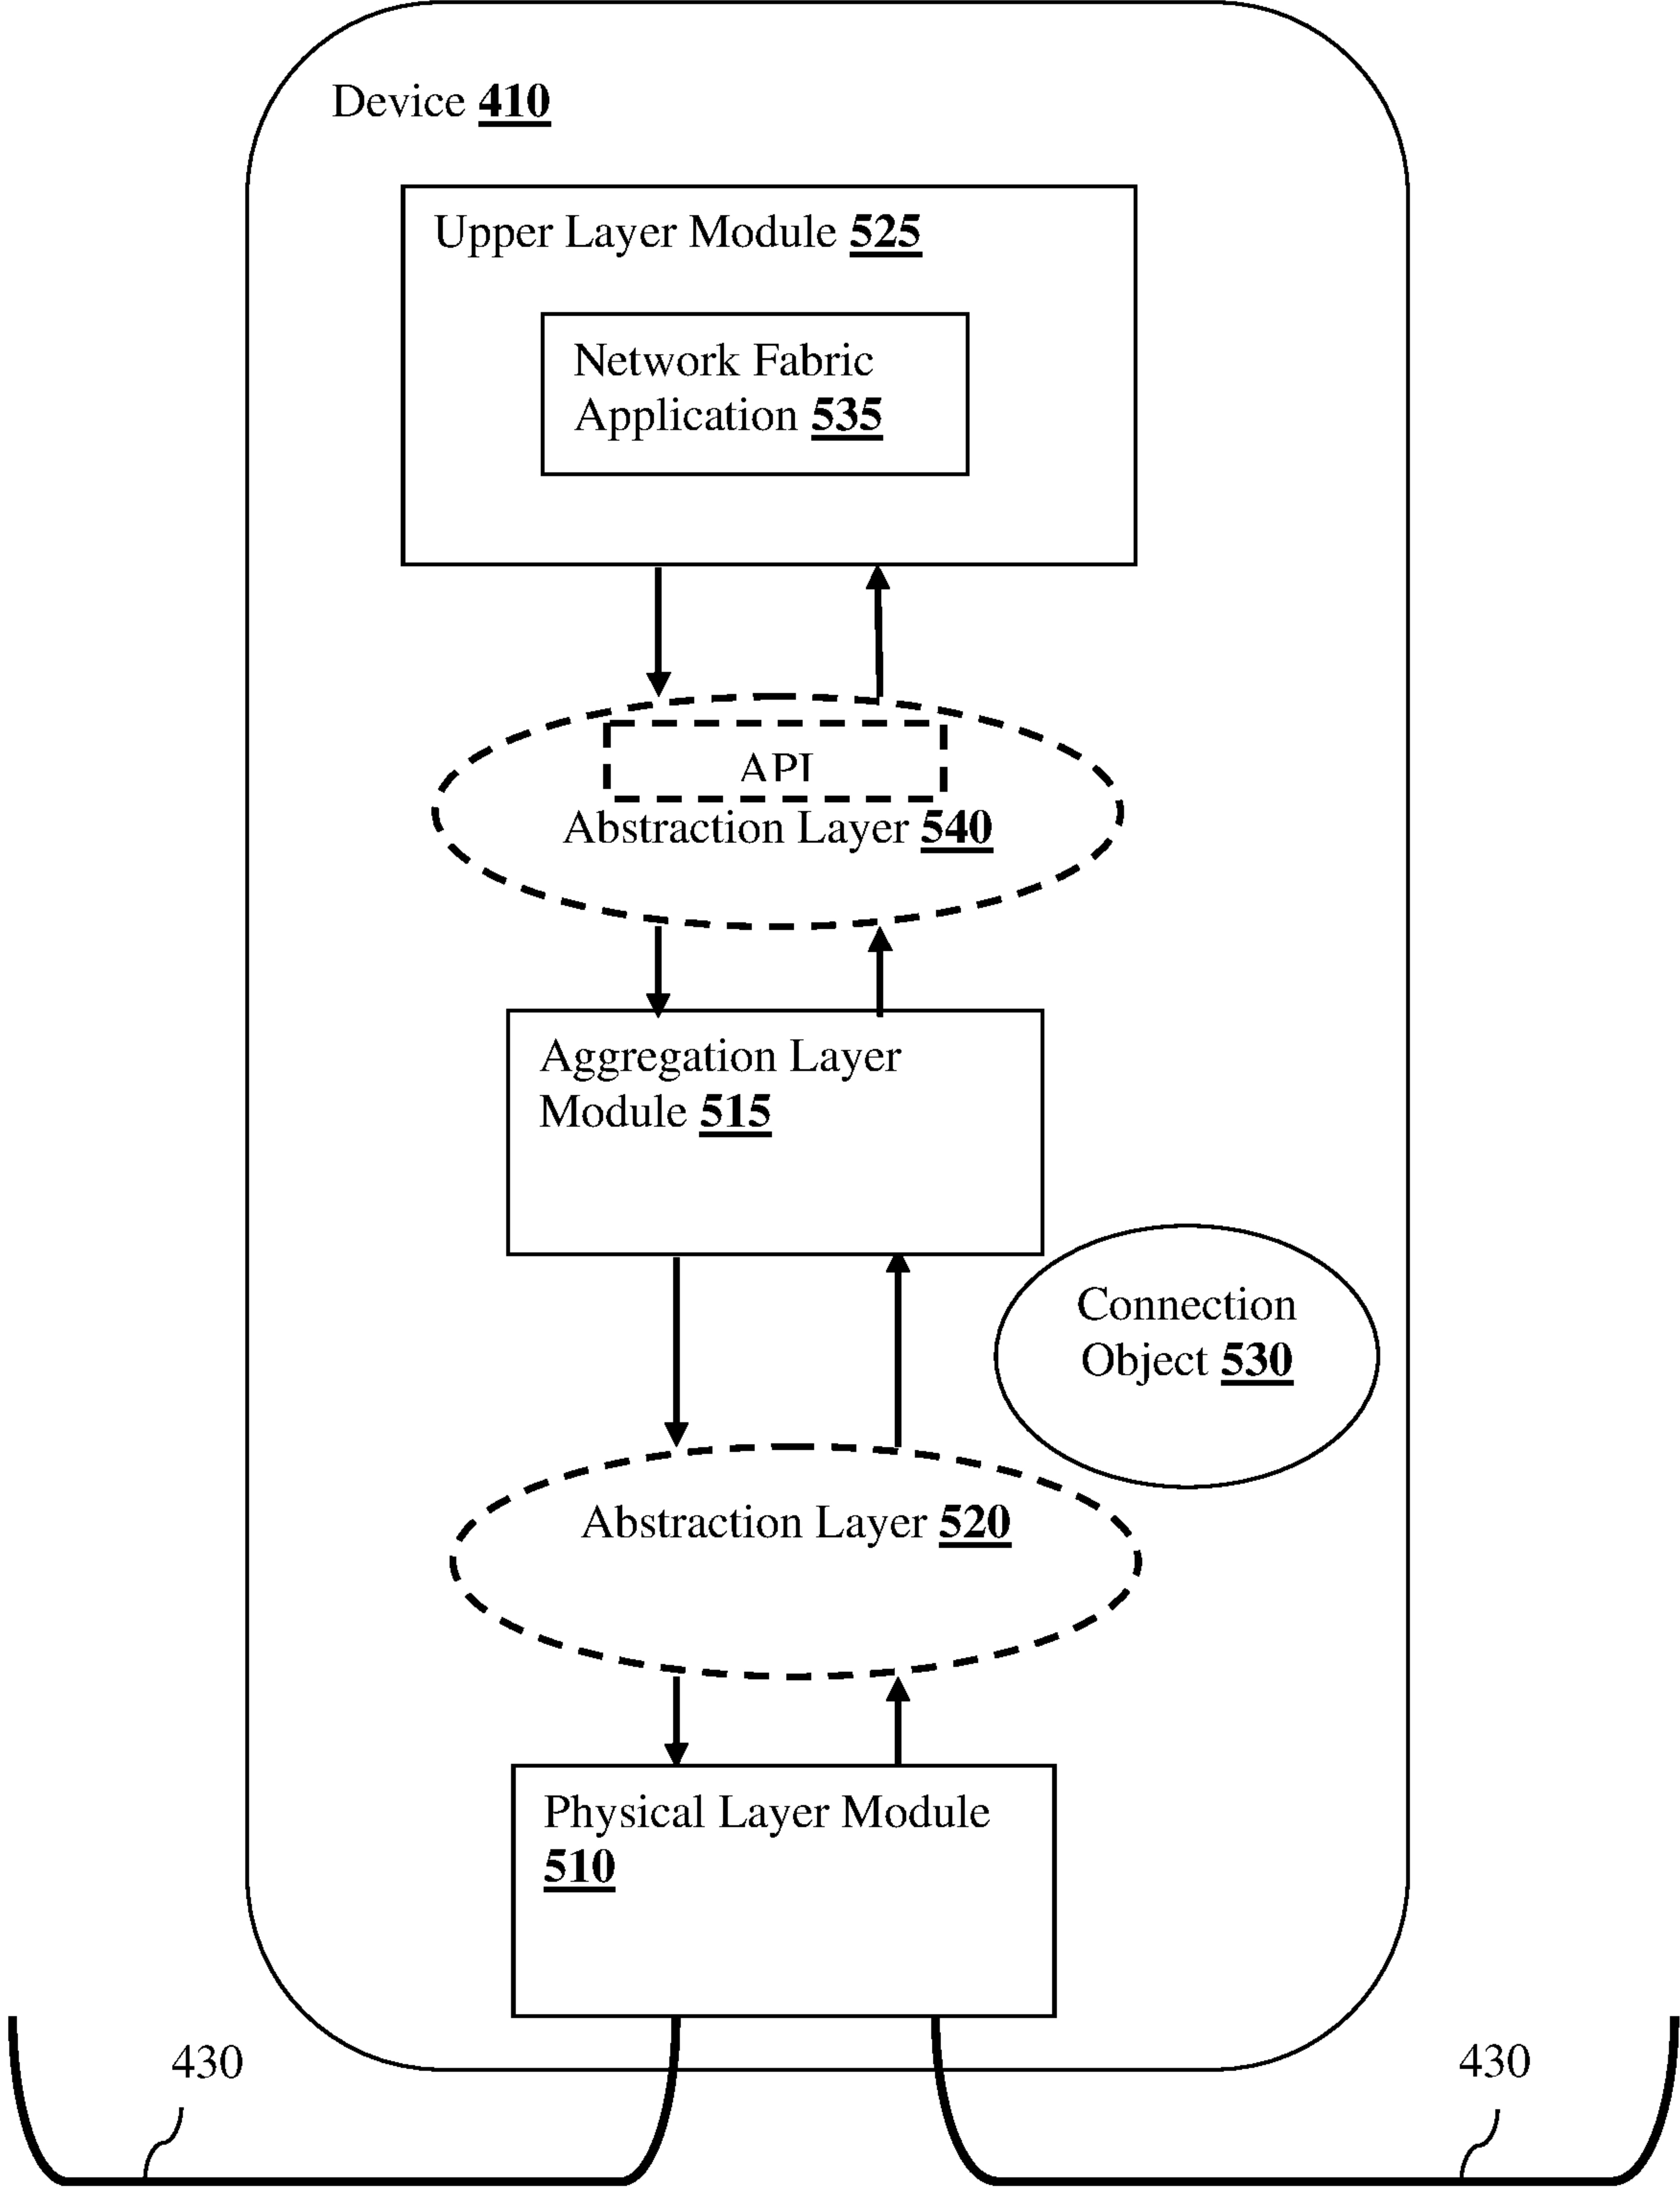 Device 410
Upper Layer Module 525
Network Fabric
Application 535
API
Abstraction Layer 540
Aggregation Layer
Module 515
Connection
Object 530
Abstraction Layer 520
Physical Layer Module
510
430
430